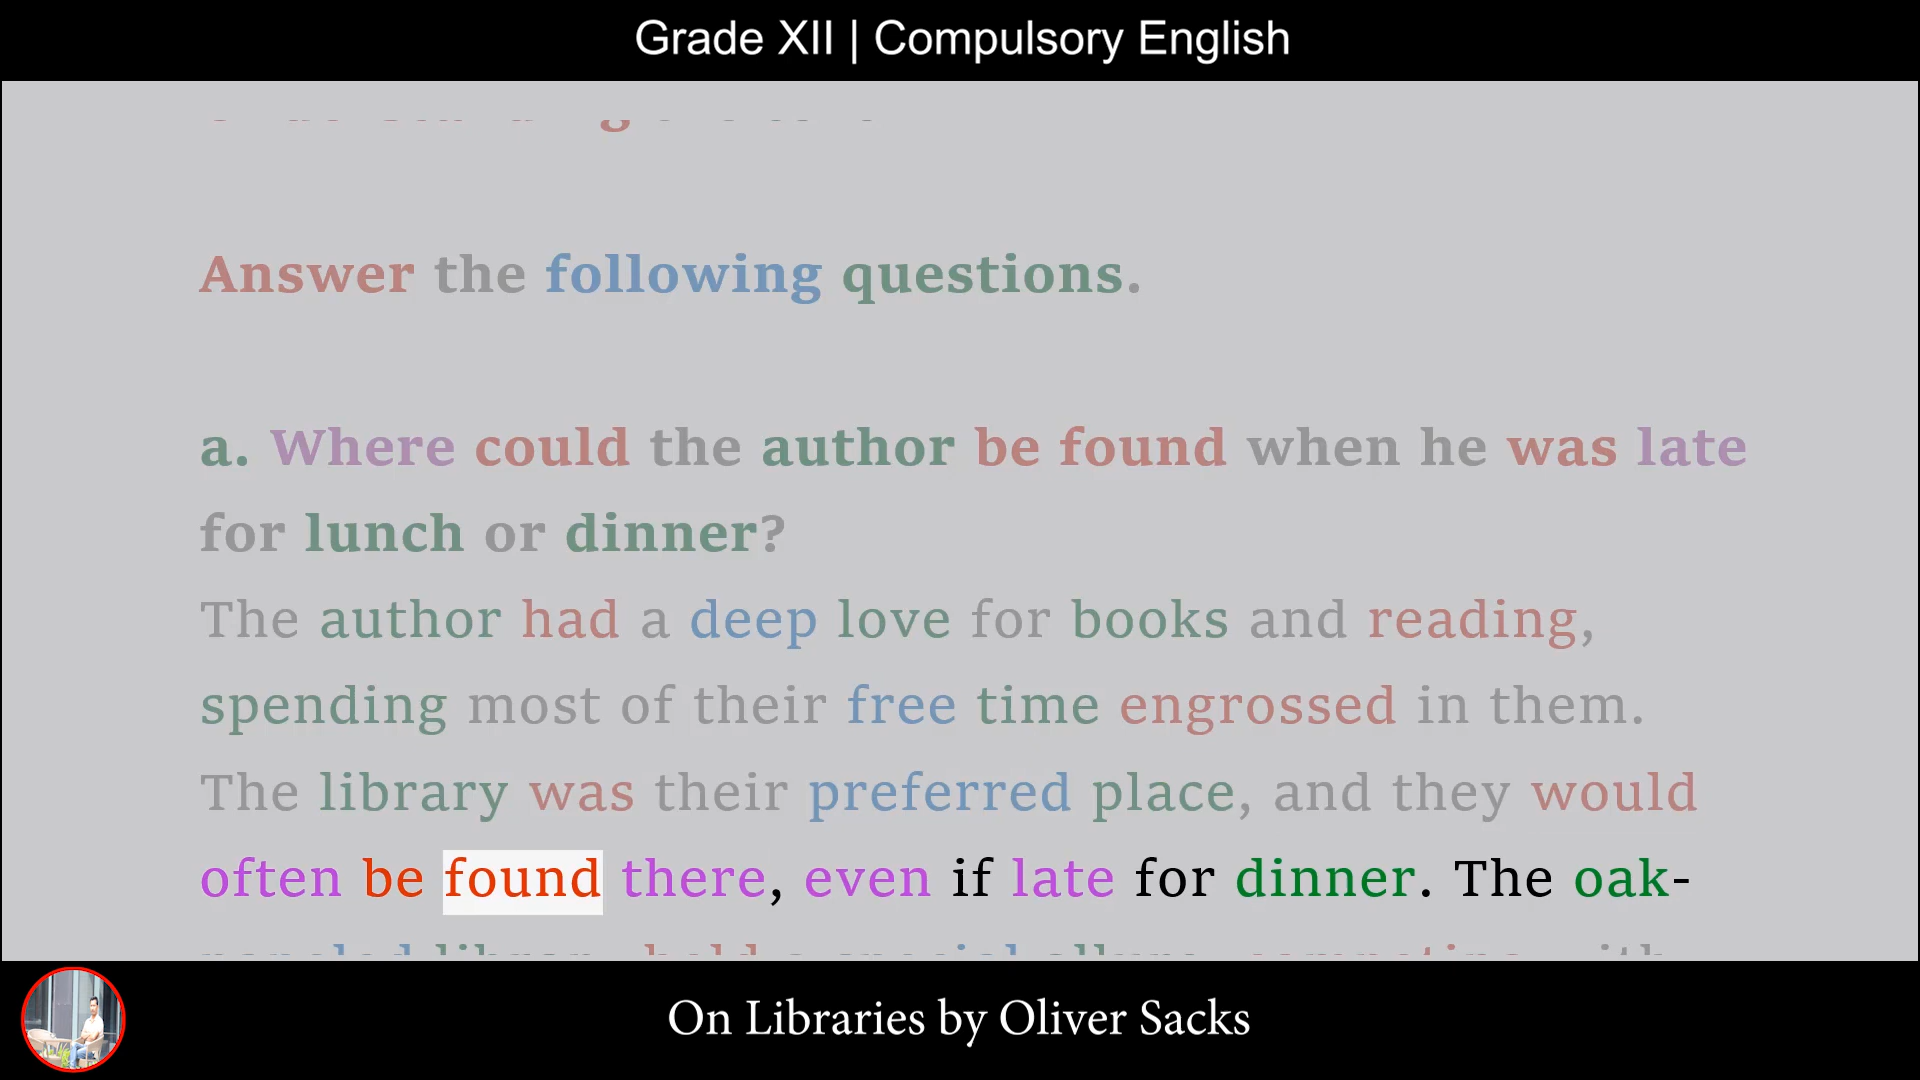 Grade XII | Compulsory English
Answer the following questions.
a. Where could the author be found when he was late
for lunch or dinner?
The author had a deep love for books and reading,
spending most of their free time engrossed in them.
The library was their preferred place, and they would
often be found there, even if late for dinner. The oak-
On Libraries by Oliver Sacks